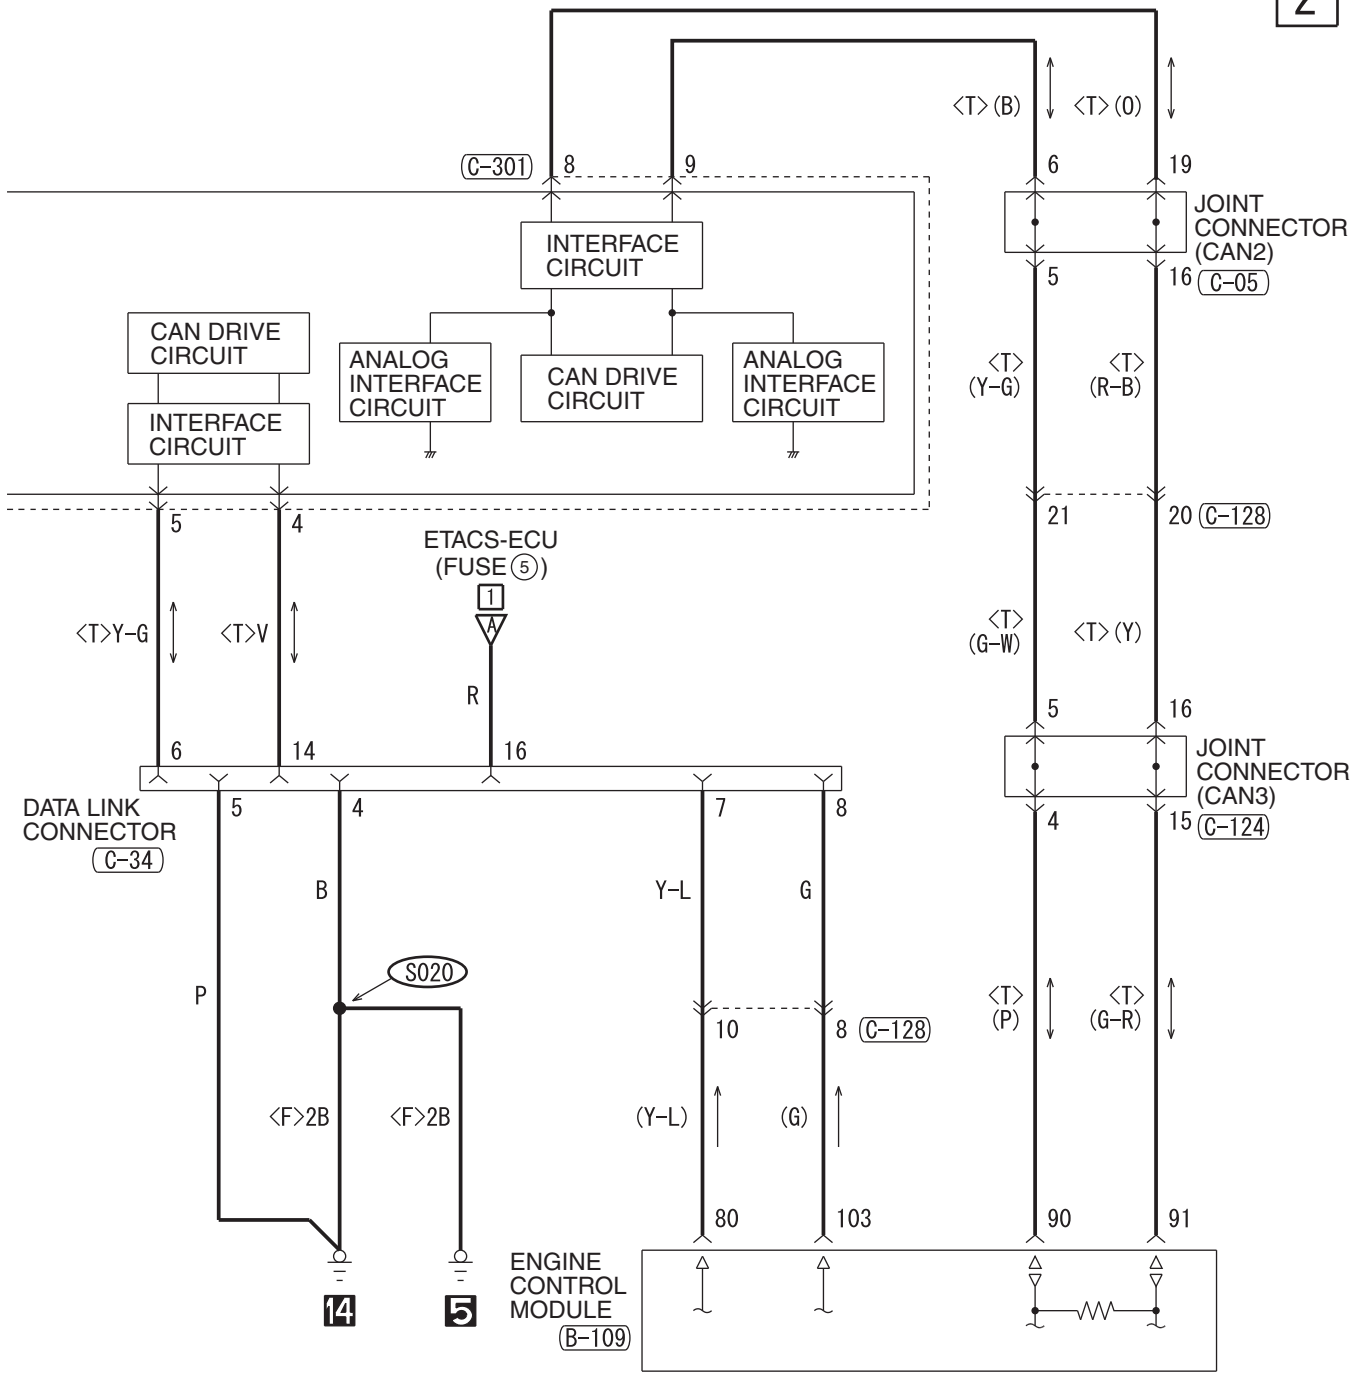 2
<T>(B)
<T>(O)
C-301
8
9
6
19
JOINT
CONNECTOR
(CAN2)
INTERFACE
CIRCUIT
5
16
C-05
CAN DRIVE
CIRCUIT
ANALOG
INTERFACE
CIRCUIT
CAN DRIVE
CIRCUIT
ANALOG
INTERFACE
CIRCUIT
<T>
(Y-G)
<T>
(R-B)
INTERFACE
CIRCUIT
5
4
21
20
C-128
ETACS-ECU
(FUSE 5)
1
A
<T>Y-G
<T>V
<T>
(G-W)
<T>(Y)
R
6
14
16
5
16
JOINT
CONNECTOR
(CAN3)
DATA LINK
CONNECTOR
C-34
5
4
7
8
4
15
C-124
B
Y-L
G
S020
P
<T>
(P)
<T>
(G-R)
10
8
C-128
<F>2B
<F>2B
(Y-L)
(G)
80
103
90
91
14
5
ENGINE
CONTROL
MODULE
B-109